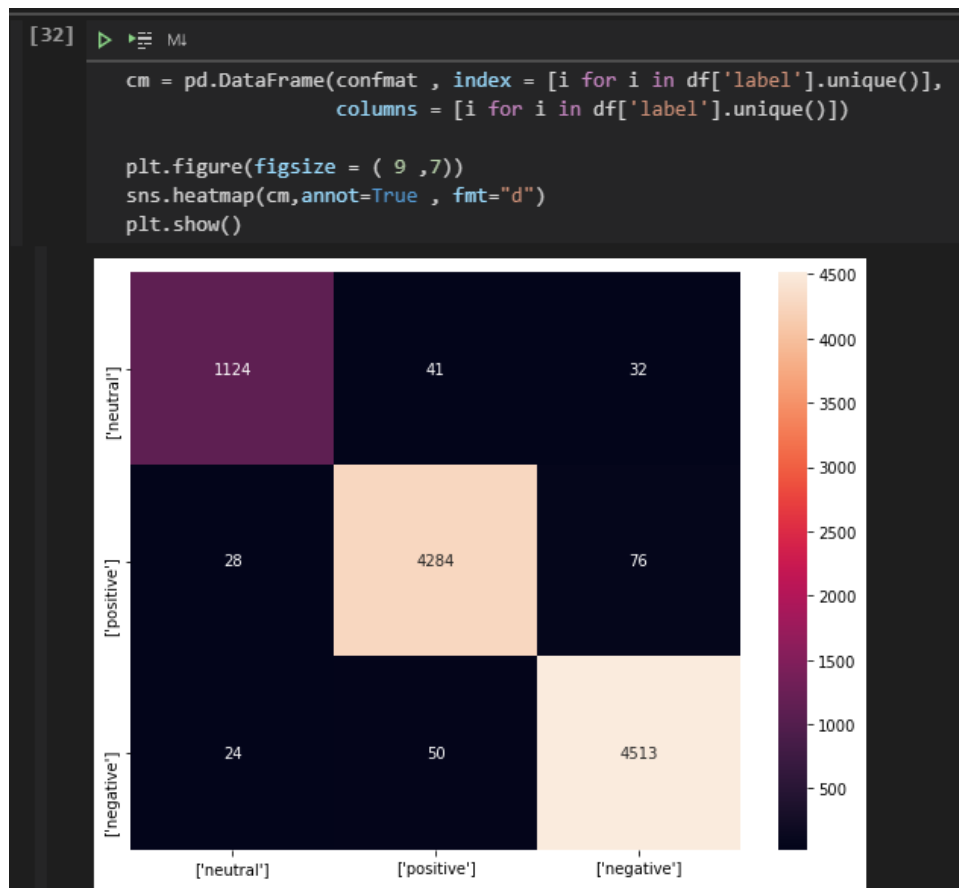 [32] M↓
cm = pd.DataFrame(confmat , index = [i for i in df['label'].unique()],
columns = [i for i in df['label'].unique()])
plt.figure(figsize = ( 9 ,7))
sns.heatmap(cm,annot=True , fmt="d")
plt.show()
4500
4000
3500
3000
2500
2000
1500
1000
500
['neutral']
1124 41 32
['positive']
28 4284 76
['negative']
24 50 4513
['neutral'] ['positive'] ['negative']